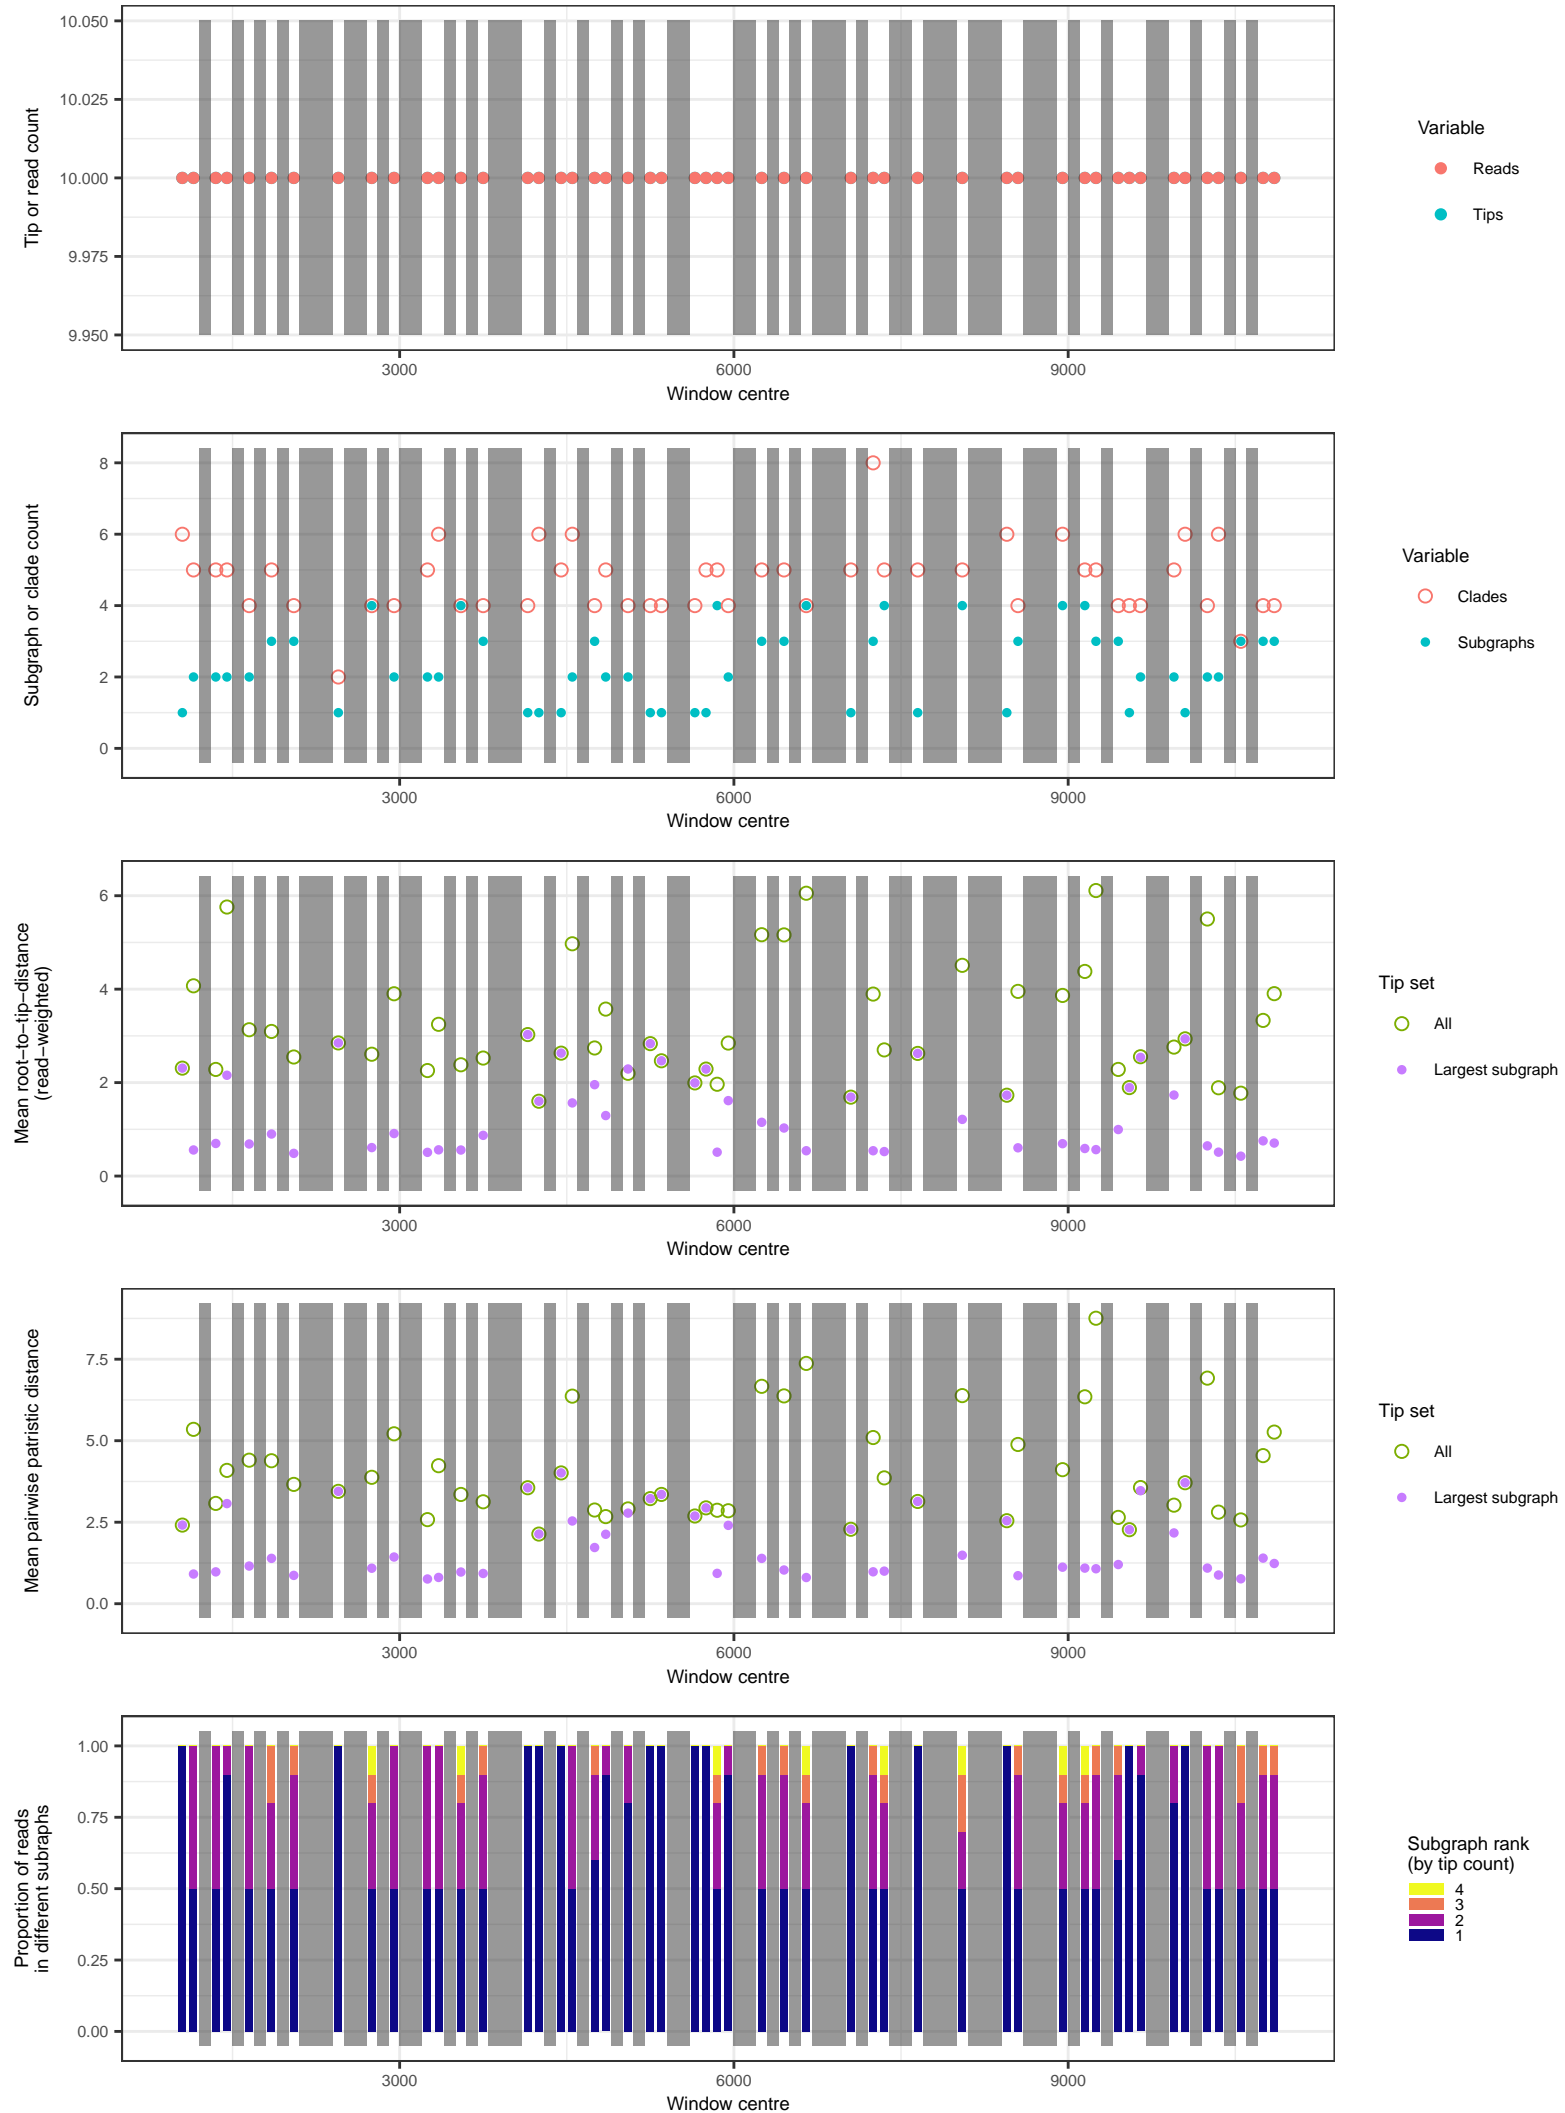 10.050
10.025
10.000
9.975
9.950
Tip or read count
3000
6000
9000
Window centre
Variable
Reads
Tips
8
6
4
2
0
Subgraph or clade count
3000
6000
9000
Window centre
Variable
Clades
Subgraphs
6
4
2
0
Mean root−to−tip−distance
(read−weighted)
3000
6000
9000
Window centre
Tip set
All
Largest subgraph
7.5
5.0
2.5
0.0
Mean pairwise patristic distance
3000
6000
9000
Window centre
Tip set
All
Largest subgraph
1.00
0.75
0.50
0.25
0.00
Proportion of reads
in different subraphs
3000
6000
9000
Window centre
Subgraph rank
(by tip count)
4
3
2
1